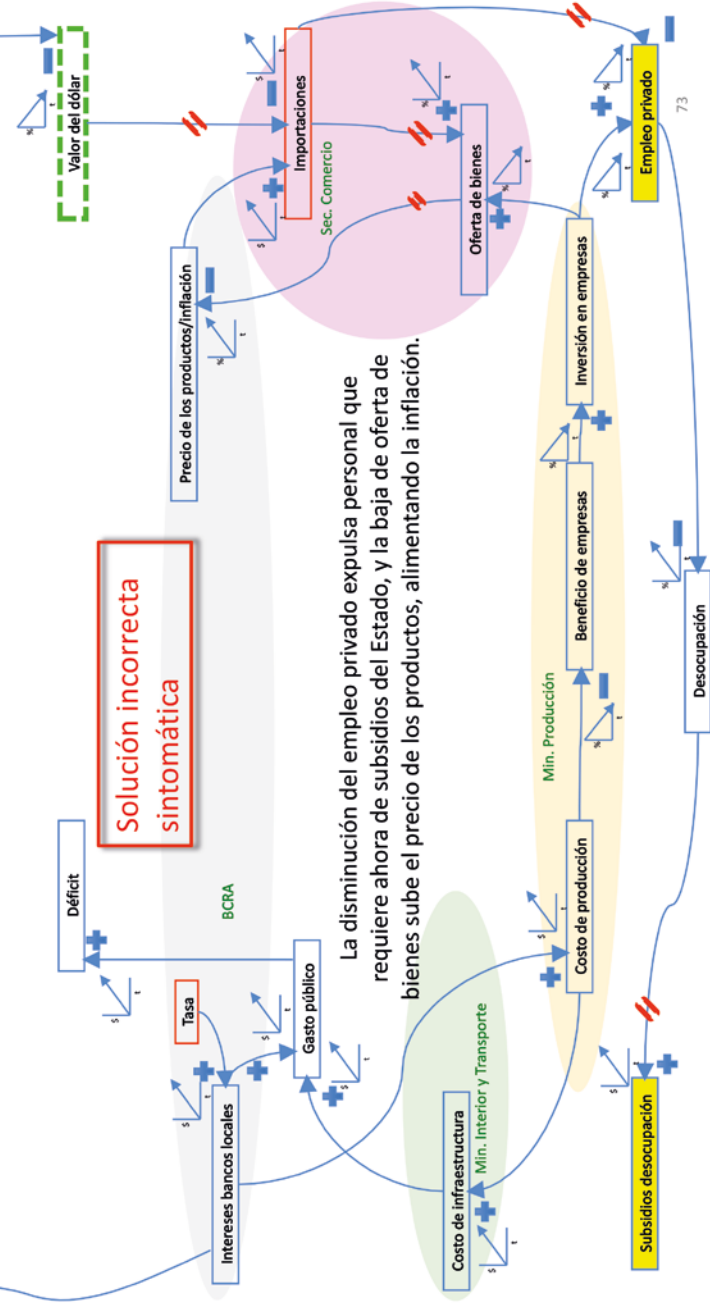 Solución incorrecta
sintomática
Déficit
Precio de los productos/inflación
Valor del dólar
Tasa
BCRA
Intereses bancos locales
Gasto público
Importaciones
Sec. Comercio
La disminución del empleo privado expulsa personal que
requiere ahora de subsidios del Estado, y la baja de oferta de
bienes sube el precio de los productos, alimentando la inflación.
Oferta de bienes
Costo de infraestructura
Min. Interior y Transporte
Min. Producción
Costo de producción
Beneficio de empresas
Inversión en empresas
Subsidios desocupación
Desocupación
Empleo privado
73